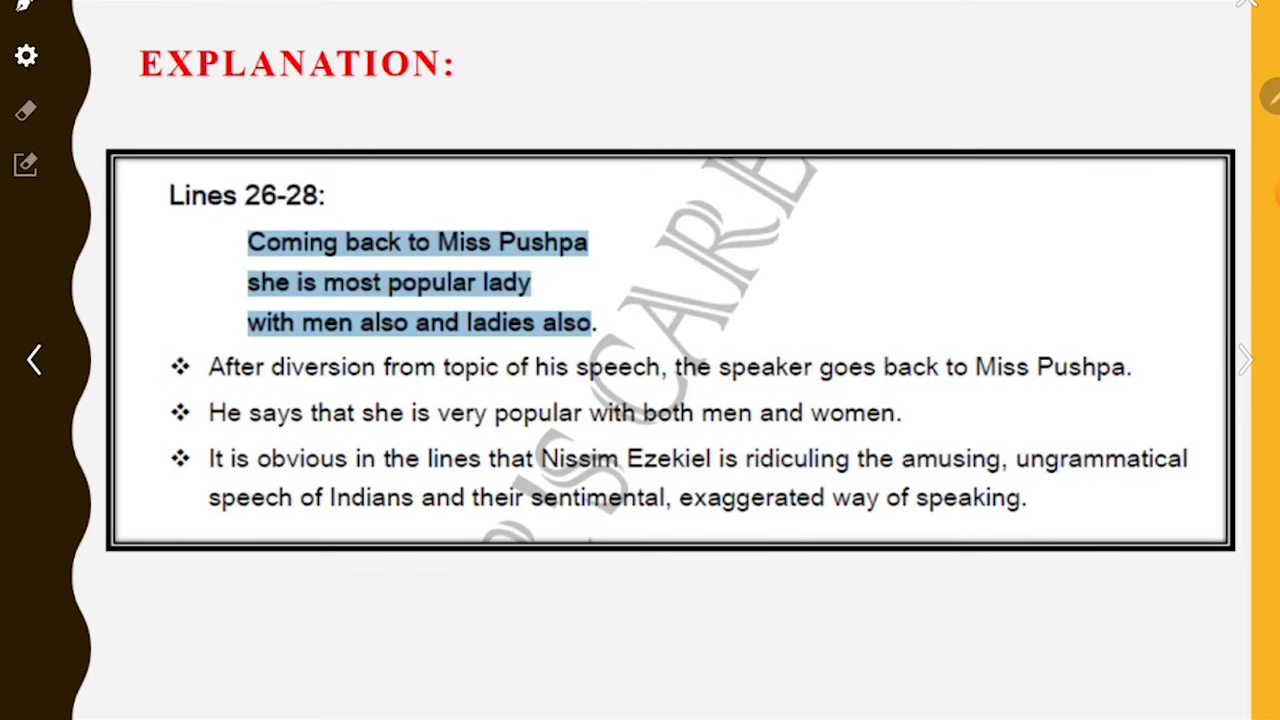 EXPLANATION:
Lines 26-28:
Coming back to Miss Pushpa
she is most popular lady
with men also and ladies also.
❖ After diversion from topic of his speech, the speaker goes back to Miss Pushpa.
❖ He says that she is very popular with both men and women.
❖ It is obvious in the lines that Nissim Ezekiel is ridiculing the amusing, ungrammatical
speech of Indians and their sentimental, exaggerated way of speaking.
'S CARE